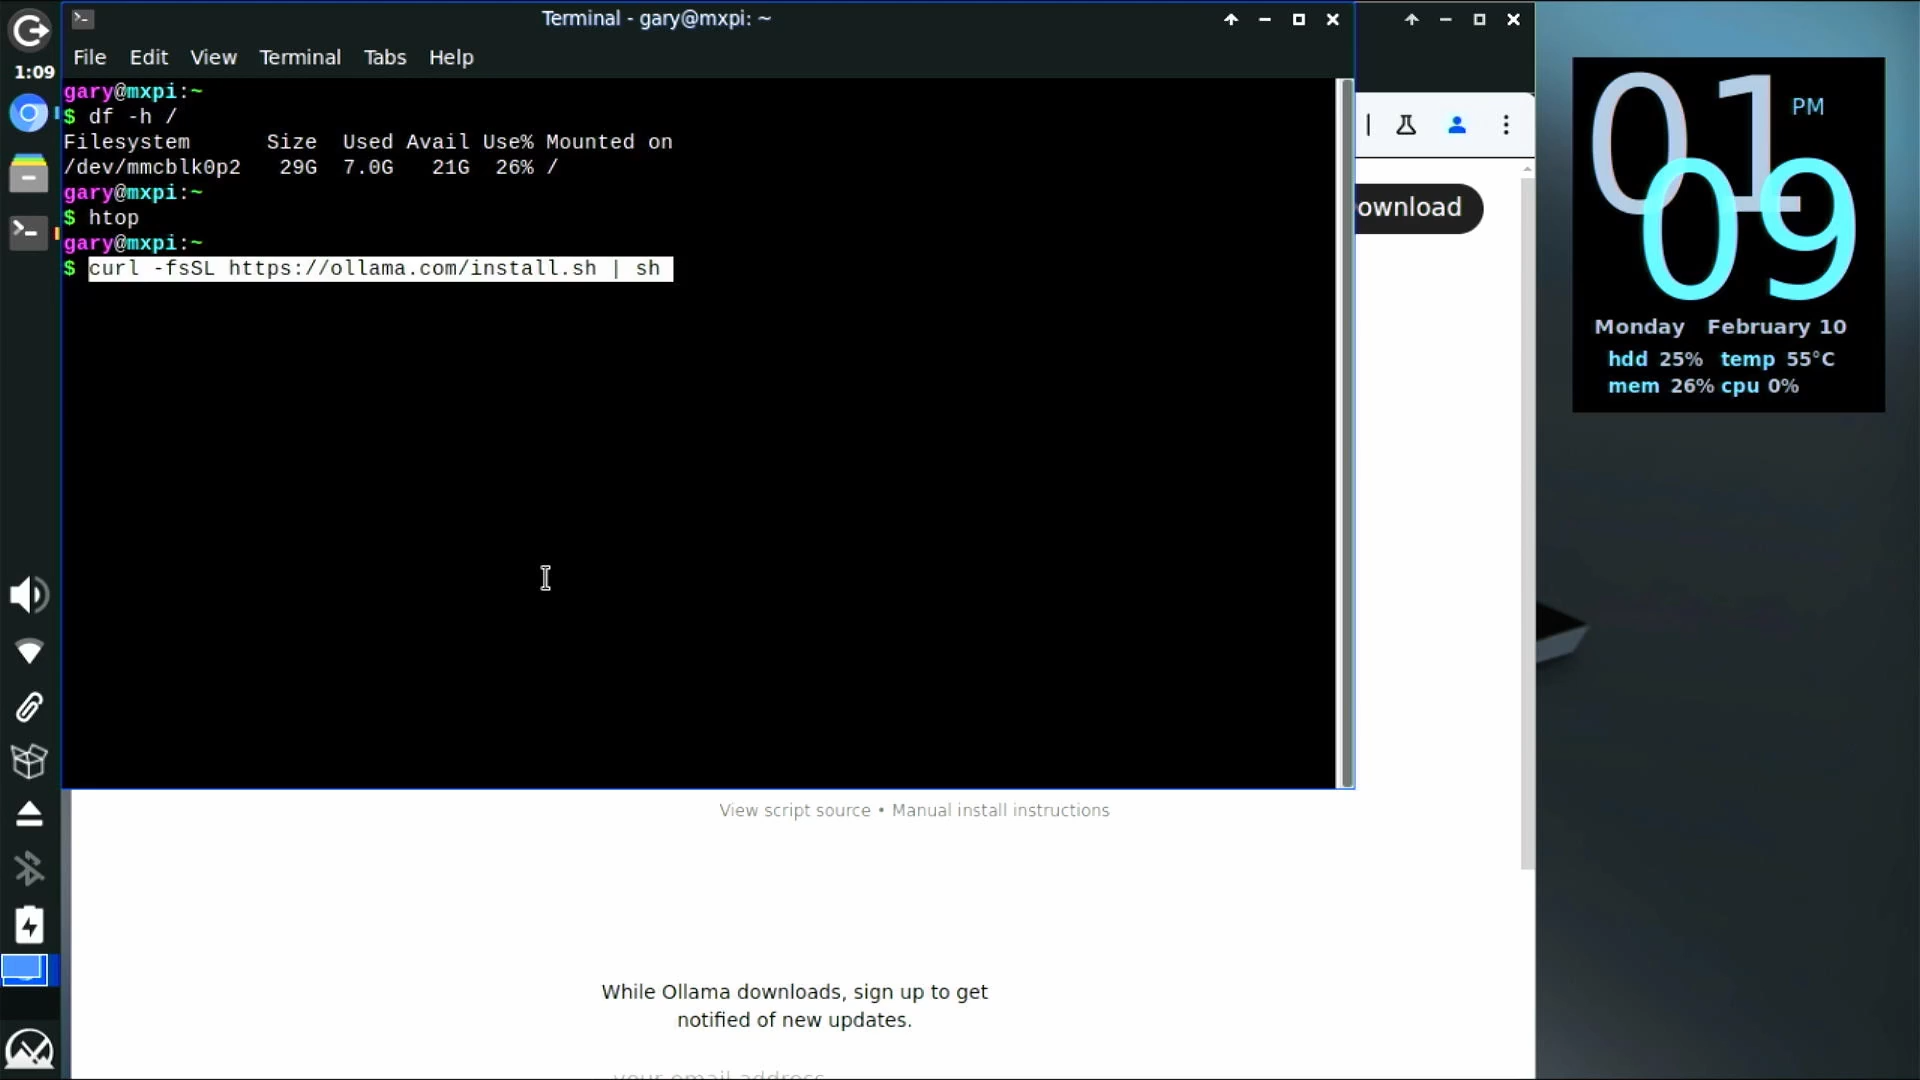 Terminal - gary@mxpi: ~
File Edit View Terminal Tabs Help
1:09
gary@mxpi:~
$ df -h /
Filesystem      Size  Used Avail Use% Mounted on
/dev/mmcblk0p2   29G  7.0G   21G  26% /
gary@mxpi:~
$ htop
gary@mxpi:~
$ curl -fsSL https://ollama.com/install.sh | sh
ownload
01 PM
09
Monday February 10
hdd 25% temp 55°C
mem 26% cpu 0%
View script source • Manual install instructions
While Ollama downloads, sign up to get
notified of new updates.
your email address